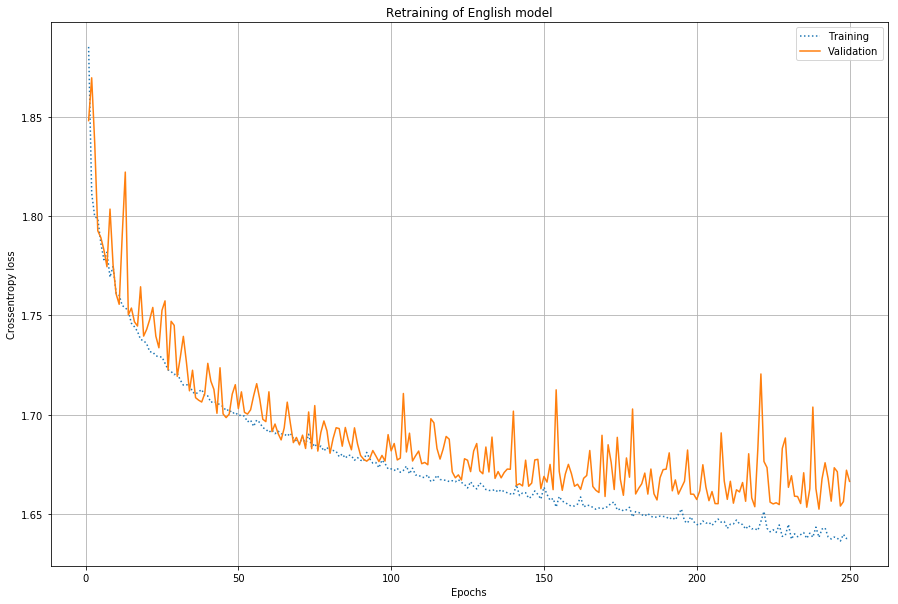 Retraining of English model
Training
Validation
Crossentropy loss
1.85
1.80
1.75
1.70
1.65
0
50
100
150
200
250
Epochs